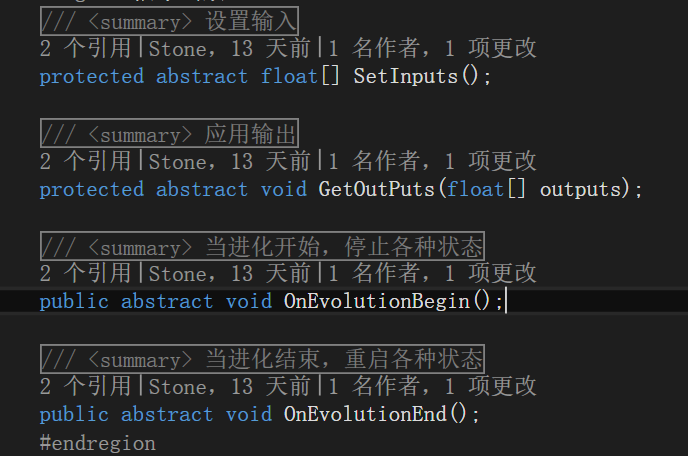 /// <summary> 设置输入
2 个引用|Stone，13 天前|1 名作者，1 项更改
protected abstract float[] SetInputs();
/// <summary> 应用输出
2 个引用|Stone，13 天前|1 名作者，1 项更改
protected abstract void GetOutPuts(float[] outputs);
/// <summary> 当进化开始，停止各种状态
2 个引用|Stone，13 天前|1 名作者，1 项更改
public abstract void OnEvolutionBegin();
/// <summary> 当进化结束，重启各种状态
2 个引用|Stone，13 天前|1 名作者，1 项更改
public abstract void OnEvolutionEnd();
#endregion